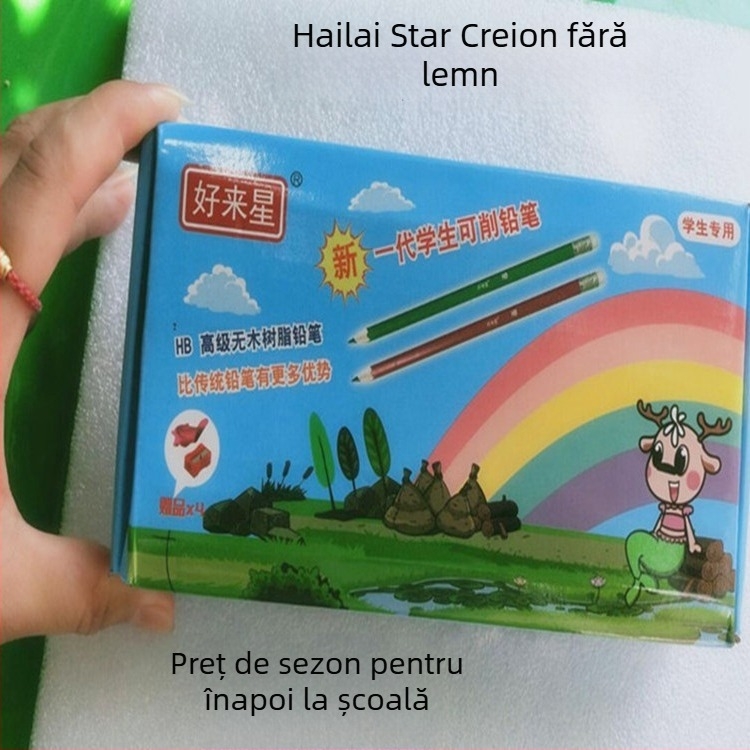 Hailai Star Creion fără
lemn
好来星®
学生专用
新一代学生可削铅笔
HB 高级无木树脂铅笔
比传统铅笔有更多优势
赠品×4
Preț de sezon pentru
înapoi la școală